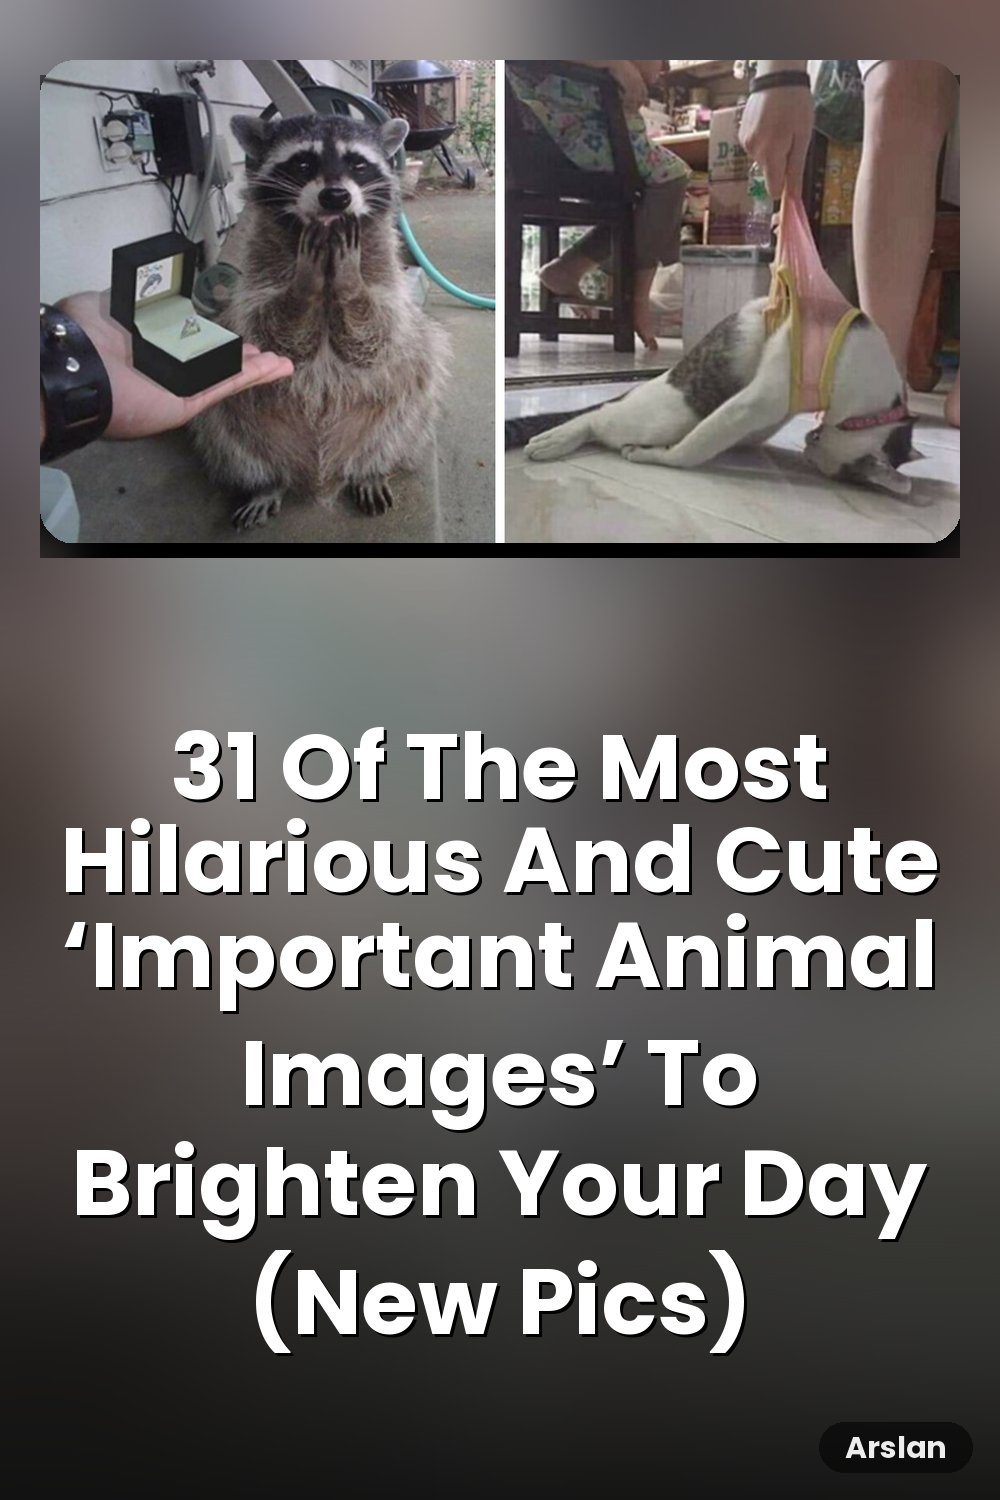 31 Of The Most
Hilarious And Cute
‘Important Animal
Images’ To
Brighten Your Day
(New Pics)
Arslan